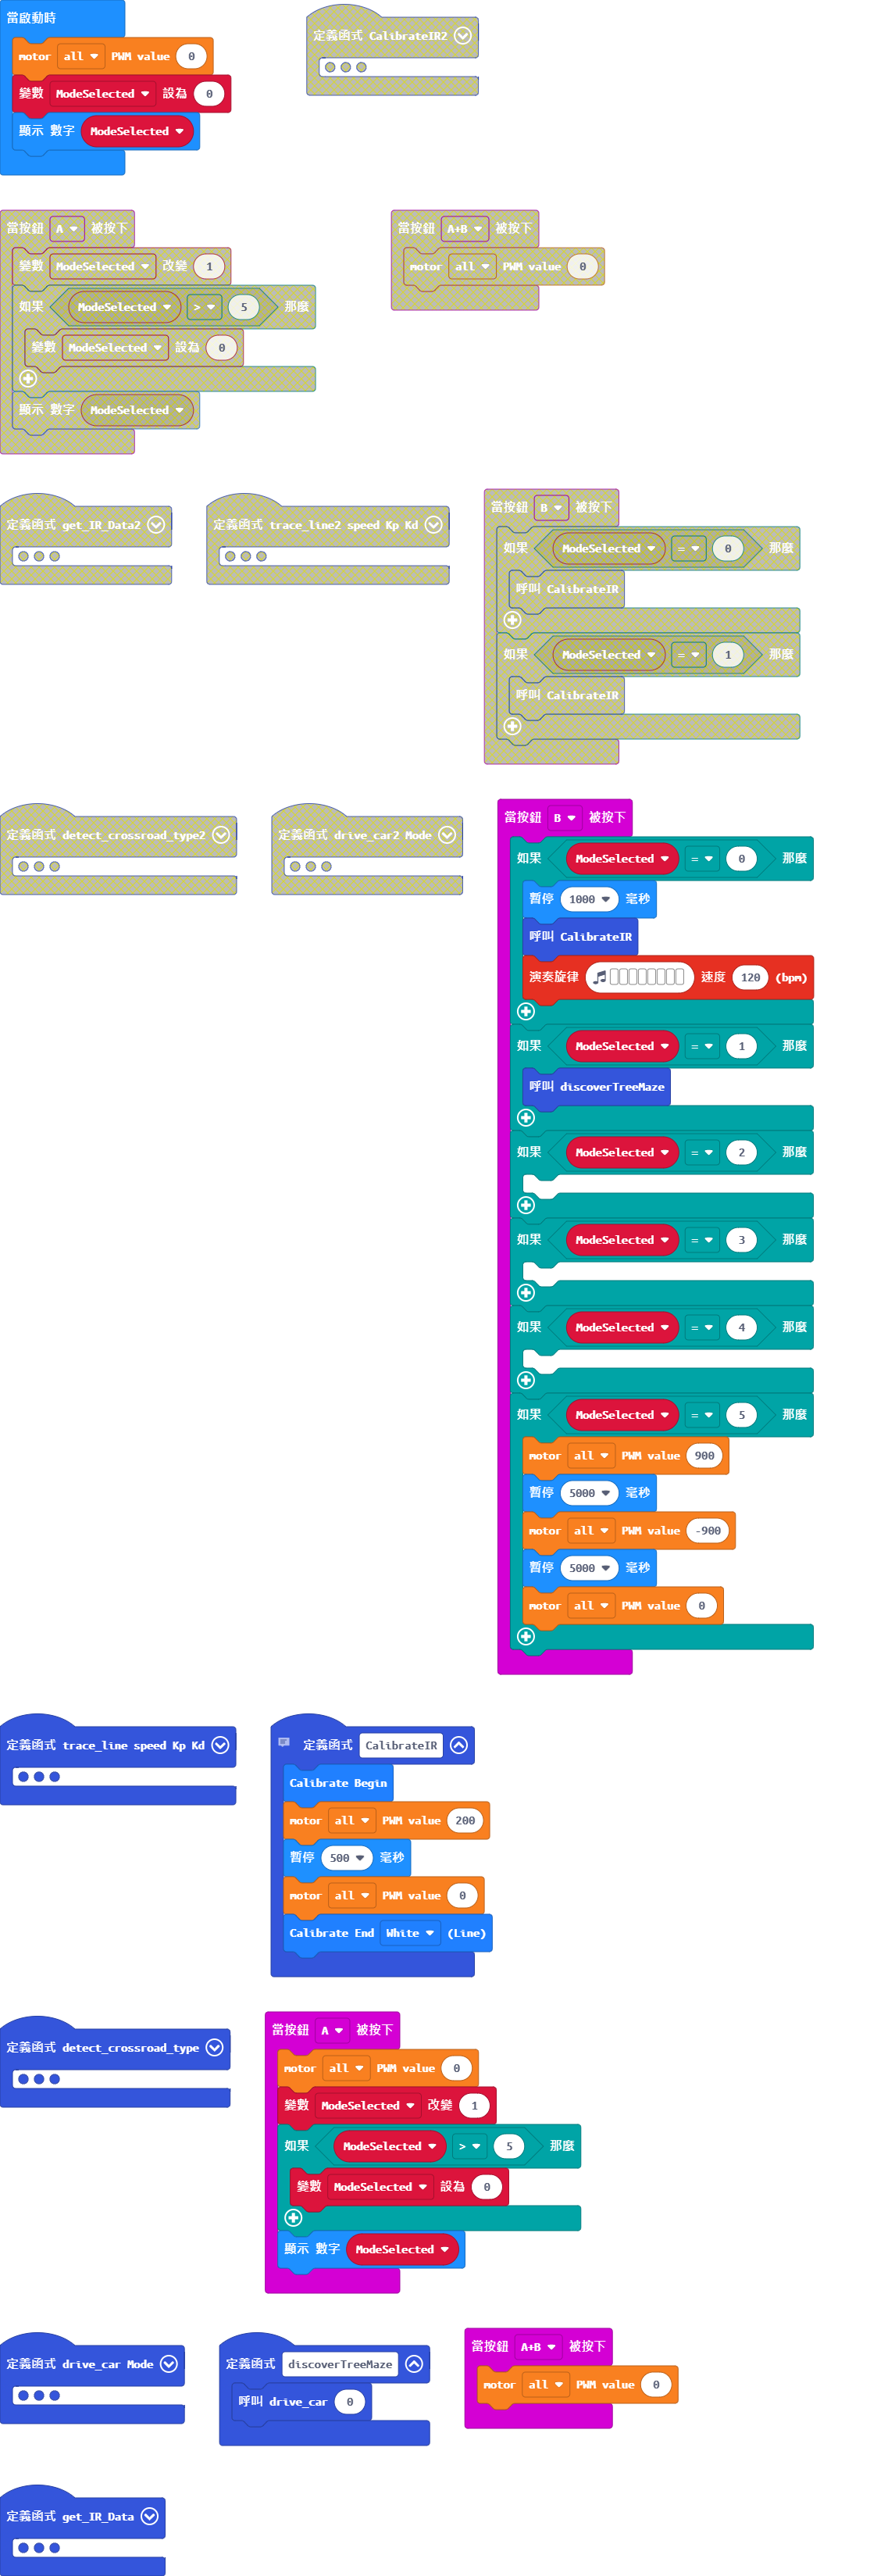 當啟動時
motor all PWM value 0
變數 ModeSelected 設為 0
顯示 數字 ModeSelected
定義函式 CalibrateIR2
當按鈕 A 被按下
變數 ModeSelected 改變 1
如果 ModeSelected > 5 那麼
變數 ModeSelected 設為 0
顯示 數字 ModeSelected
當按鈕 A+B 被按下
motor all PWM value 0
定義函式 get_IR_Data2
定義函式 trace_line2 speed Kp Kd
當按鈕 B 被按下
如果 ModeSelected = 0 那麼
呼叫 CalibrateIR
如果 ModeSelected = 1 那麼
呼叫 CalibrateIR
定義函式 detect_crossroad_type2
定義函式 drive_car2 Mode
當按鈕 B 被按下
如果 ModeSelected = 0 那麼
暫停 1000 毫秒
呼叫 CalibrateIR
演奏旋律 速度 120 (bpm)
如果 ModeSelected = 1 那麼
呼叫 discoverTreeMaze
如果 ModeSelected = 2 那麼
如果 ModeSelected = 3 那麼
如果 ModeSelected = 4 那麼
如果 ModeSelected = 5 那麼
motor all PWM value 900
暫停 5000 毫秒
motor all PWM value -900
暫停 5000 毫秒
motor all PWM value 0
定義函式 trace_line speed Kp Kd
定義函式 CalibrateIR
Calibrate Begin
motor all PWM value 200
暫停 500 毫秒
motor all PWM value 0
Calibrate End White (Line)
定義函式 detect_crossroad_type
當按鈕 A 被按下
motor all PWM value 0
變數 ModeSelected 改變 1
如果 ModeSelected > 5 那麼
變數 ModeSelected 設為 0
顯示 數字 ModeSelected
定義函式 drive_car Mode
定義函式 discoverTreeMaze
呼叫 drive_car 0
當按鈕 A+B 被按下
motor all PWM value 0
定義函式 get_IR_Data